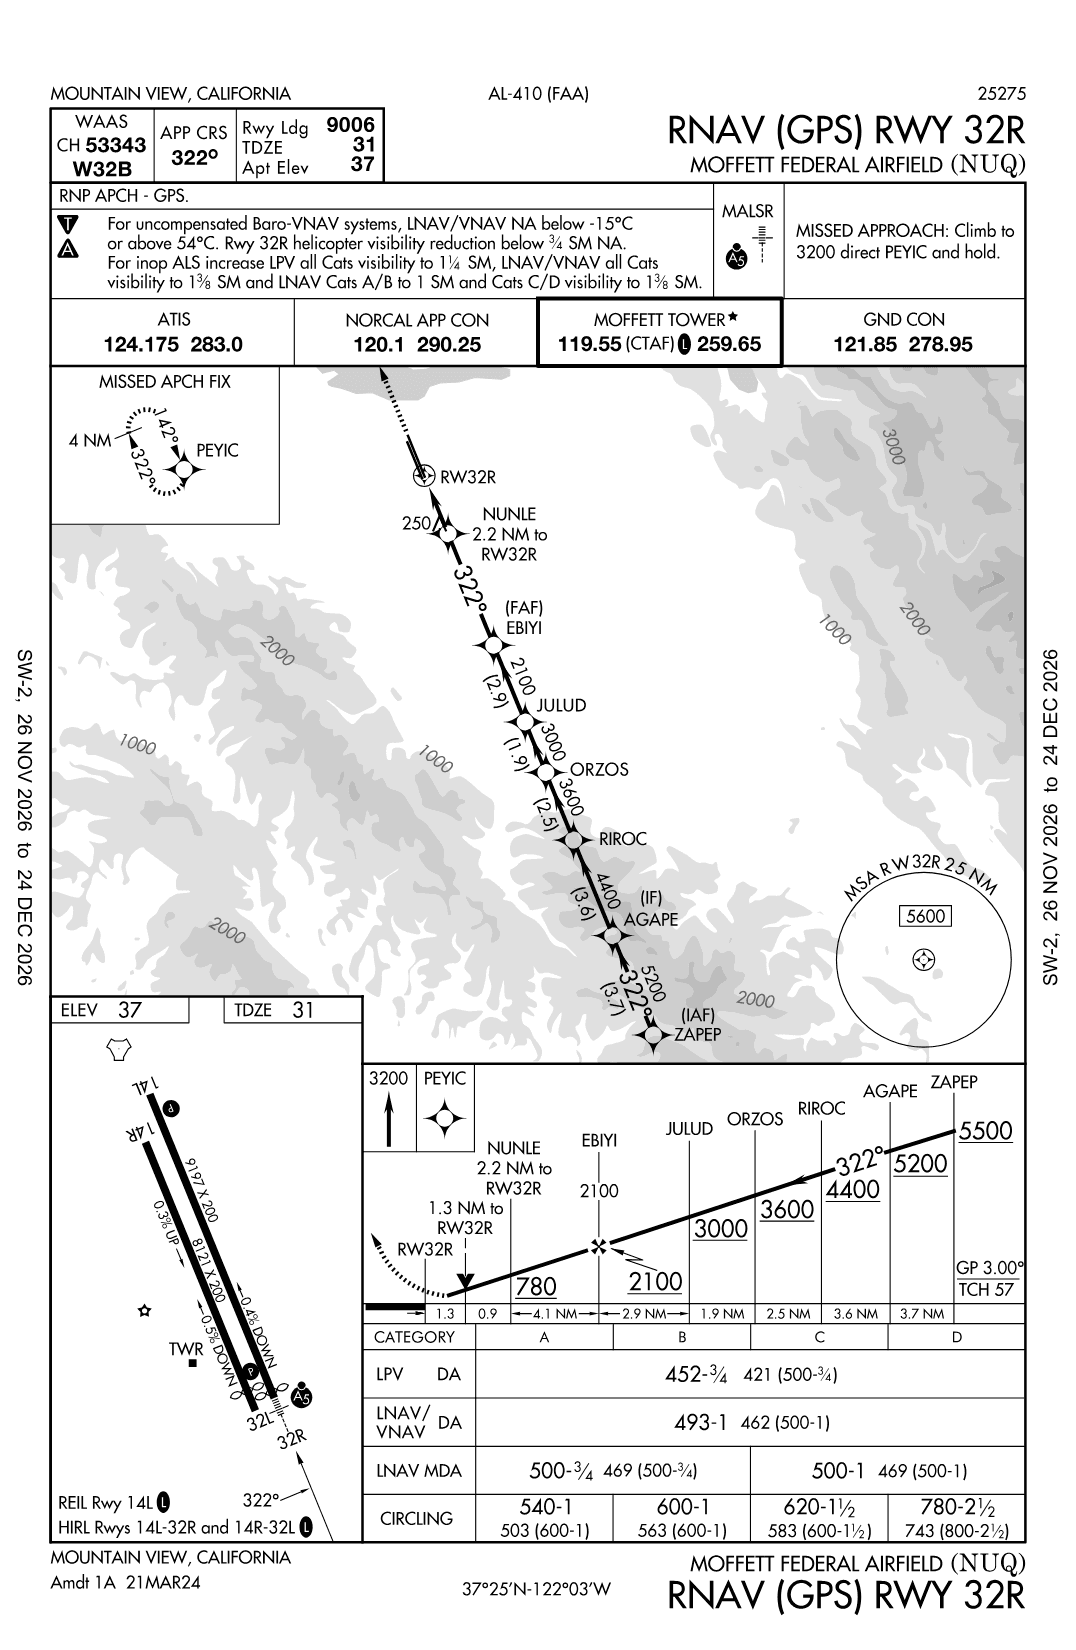 MOUNTAIN VIEW, CALIFORNIA
AL-410 (FAA)
25275
WAAS
CH 53343
W32B
APP CRS
322°
Rwy Ldg 9006
TDZE 31
Apt Elev 37
RNAV (GPS) RWY 32R
MOFFETT FEDERAL AIRFIELD (NUQ)
RNP APCH - GPS.
T
A
For uncompensated Baro-VNAV systems, LNAV/VNAV NA below -15°C
or above 54°C. Rwy 32R helicopter visibility reduction below ¾ SM NA.
For inop ALS increase LPV all Cats visibility to 1¼ SM, LNAV/VNAV all Cats
visibility to 1⅜ SM and LNAV Cats A/B to 1 SM and Cats C/D visibility to 1⅜ SM.
MALSR
A5
MISSED APPROACH: Climb to
3200 direct PEYIC and hold.
ATIS
124.175 283.0
NORCAL APP CON
120.1 290.25
MOFFETT TOWER★
119.55 (CTAF) L 259.65
GND CON
121.85 278.95
MISSED APCH FIX
4 NM
142°
322°
PEYIC
RW32R
250
NUNLE
2.2 NM to
RW32R
322°
(FAF)
EBIYI
2100
(2.9)
JULUD
3000
(1.9)
ORZOS
3600
(2.5)
RIROC
4400
(3.6)
(IF)
AGAPE
5200
322°
(3.7)
(IAF)
ZAPEP
3000
2000
1000
2000
1000
1000
2000
2000
MSA RW32R 25 NM
5600
SW-2, 26 NOV 2026 to 24 DEC 2026
SW-2, 26 NOV 2026 to 24 DEC 2026
ELEV 37
TDZE 31
14L
14R
P
9197 X 200
0.3% UP
8121 X 200
0.4% DOWN
0.5% DOWN
TWR
P
A5
32L
32R
322°
REIL Rwy 14L L
HIRL Rwys 14L-32R and 14R-32L L
3200
PEYIC
RW32R
1.3 NM to
RW32R
NUNLE
2.2 NM to
RW32R
EBIYI
2100
JULUD
ORZOS
RIROC
AGAPE
ZAPEP
322°
5500
5200
4400
3600
3000
2100
780
GP 3.00°
TCH 57
1.3
0.9
4.1 NM
2.9 NM
1.9 NM
2.5 NM
3.6 NM
3.7 NM
CATEGORY A B C D
LPV DA 452-¾ 421 (500-¾)
LNAV/
VNAV DA 493-1 462 (500-1)
LNAV MDA 500-¾ 469 (500-¾) 500-1 469 (500-1)
CIRCLING
540-1
503 (600-1)
600-1
563 (600-1)
620-1½
583 (600-1½)
780-2½
743 (800-2½)
MOUNTAIN VIEW, CALIFORNIA
Amdt 1A 21MAR24
37°25'N-122°03'W
MOFFETT FEDERAL AIRFIELD (NUQ)
RNAV (GPS) RWY 32R